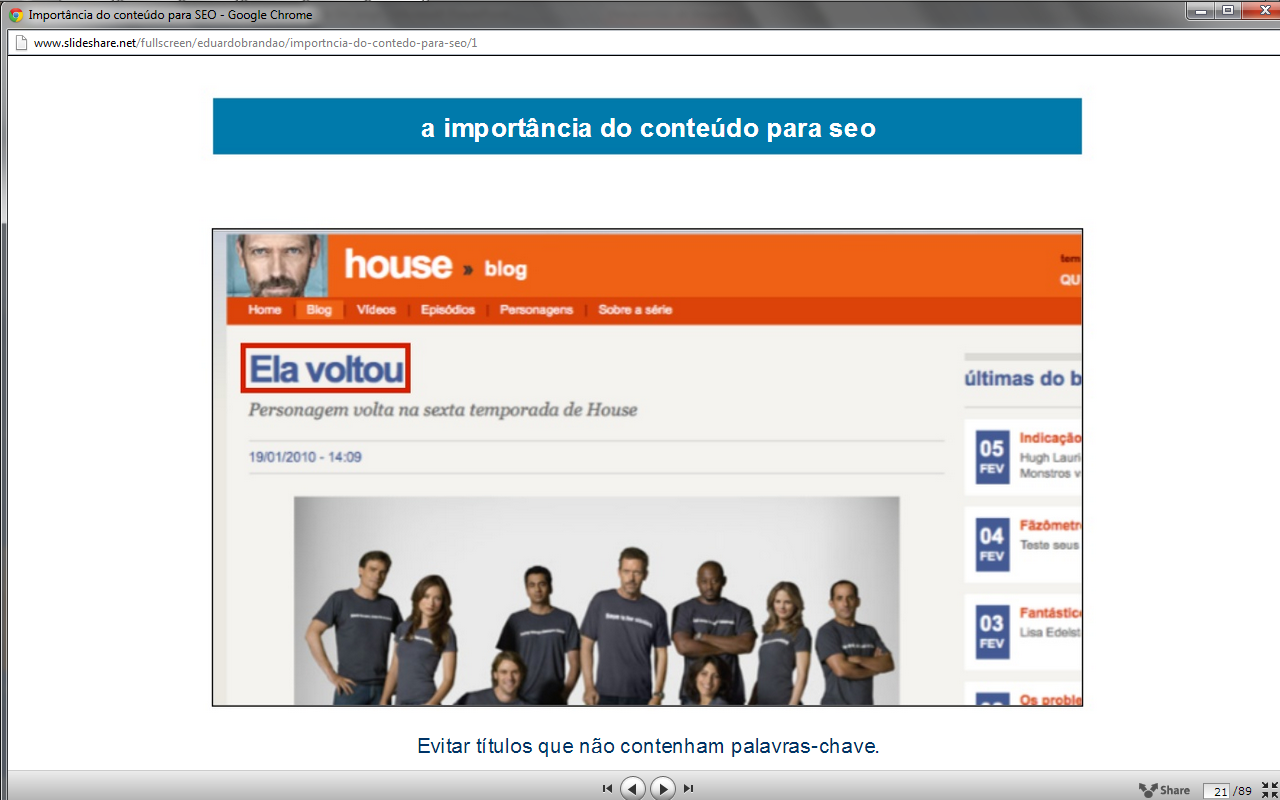 Importância do conteúdo para SEO - Google Chrome
www.slideshare.net/fullscreen/eduardobrandao/importncia-do-contedo-para-seo/1
a importância do conteúdo para seo
house » blog
tem
QU
Home | Blog | Vídeos | Episódios | Personagens | Sobre a série
Ela voltou
Personagem volta na sexta temporada de House
19/01/2010 - 14:09
últimas do b
05 FEV
Indicação
Hugh Lauri
Monstros v
04 FEV
Fãzômetr
Teste seus
03 FEV
Fantástico
Lisa Edelst
Os proble
Evitar títulos que não contenham palavras-chave.
Share
21 /89